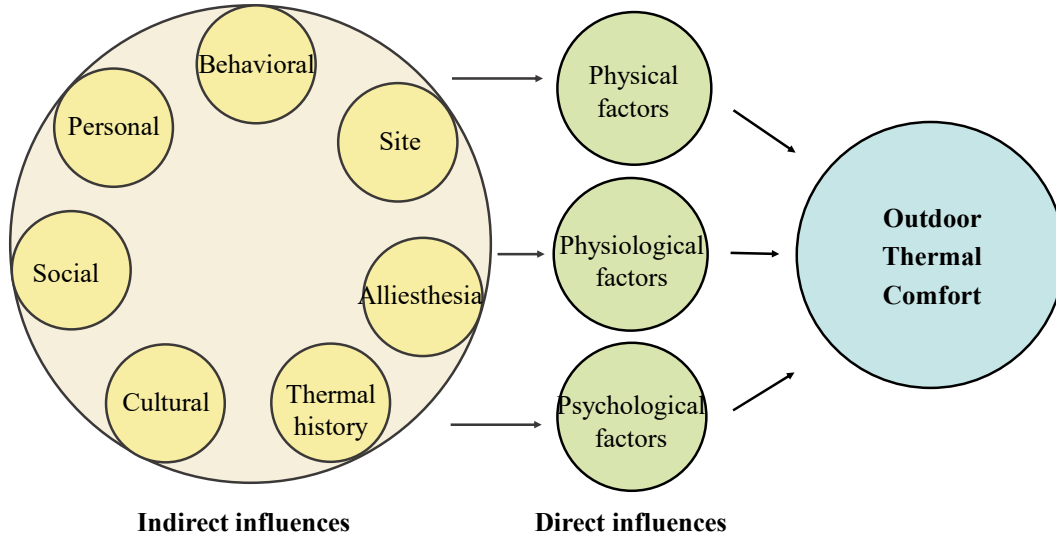 Behavioral
Personal
Site
Social
Alliesthesia
Cultural
Thermal
history
Indirect influences
Physical
factors
Physiological
factors
Psychological
factors
Direct influences
Outdoor
Thermal
Comfort